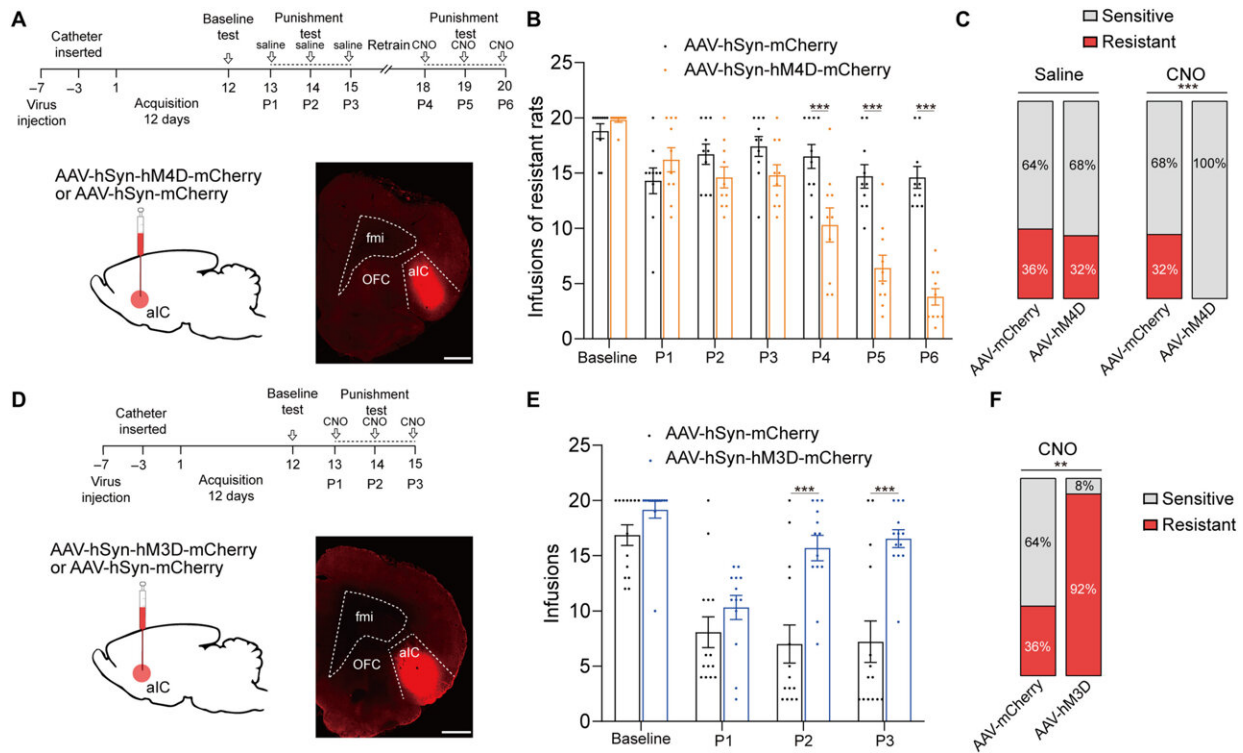 A
Baseline
test
Punishment
test
Catheter
inserted
saline saline saline
Retrain
Punishment
test
CNO CNO CNO
−7 −3 1 12 13 14 15 18 19 20
Virus
injection
Acquisition
12 days
P1 P2 P3 P4 P5 P6
AAV-hSyn-hM4D-mCherry
or AAV-hSyn-mCherry
aIC
fmi
OFC
aIC
B
AAV-hSyn-mCherry
AAV-hSyn-hM4D-mCherry
Infusions of resistant rats
25
20
15
10
5
0
*** *** ***
Baseline P1 P2 P3 P4 P5 P6
C
Sensitive
Resistant
Saline CNO
***
64% 68% 68% 100%
36% 32% 32%
AAV-mCherry AAV-hM4D AAV-mCherry AAV-hM4D
D
Baseline
test
Punishment
test
Catheter
inserted
CNO CNO CNO
−7 −3 1 12 13 14 15
Virus
injection
Acquisition
12 days
P1 P2 P3
AAV-hSyn-hM3D-mCherry
or AAV-hSyn-mCherry
aIC
fmi
OFC
aIC
E
AAV-hSyn-mCherry
AAV-hSyn-hM3D-mCherry
Infusions
25
20
15
10
5
0
*** ***
Baseline P1 P2 P3
F
CNO
**
8%
64%
92%
36%
AAV-mCherry AAV-hM3D
Sensitive
Resistant